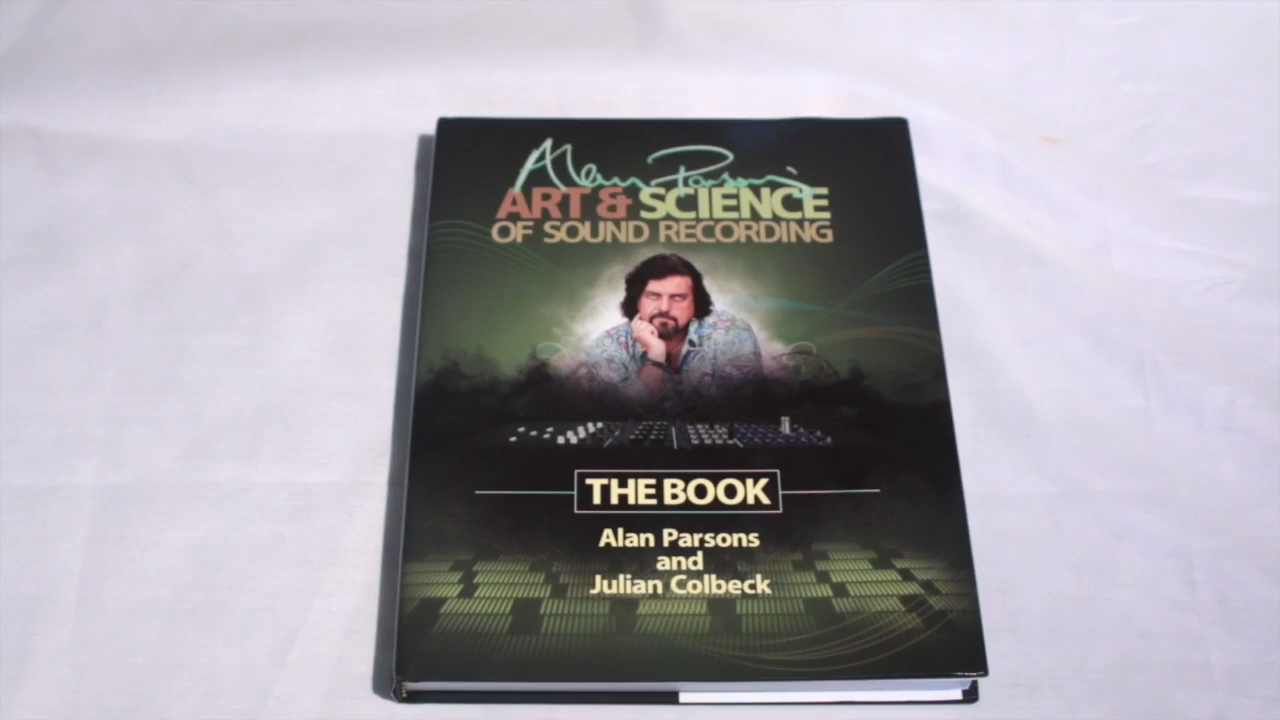 Alan Parsons
ART & SCIENCE
OF SOUND RECORDING
THE BOOK
Alan Parsons
and
Julian Colbeck